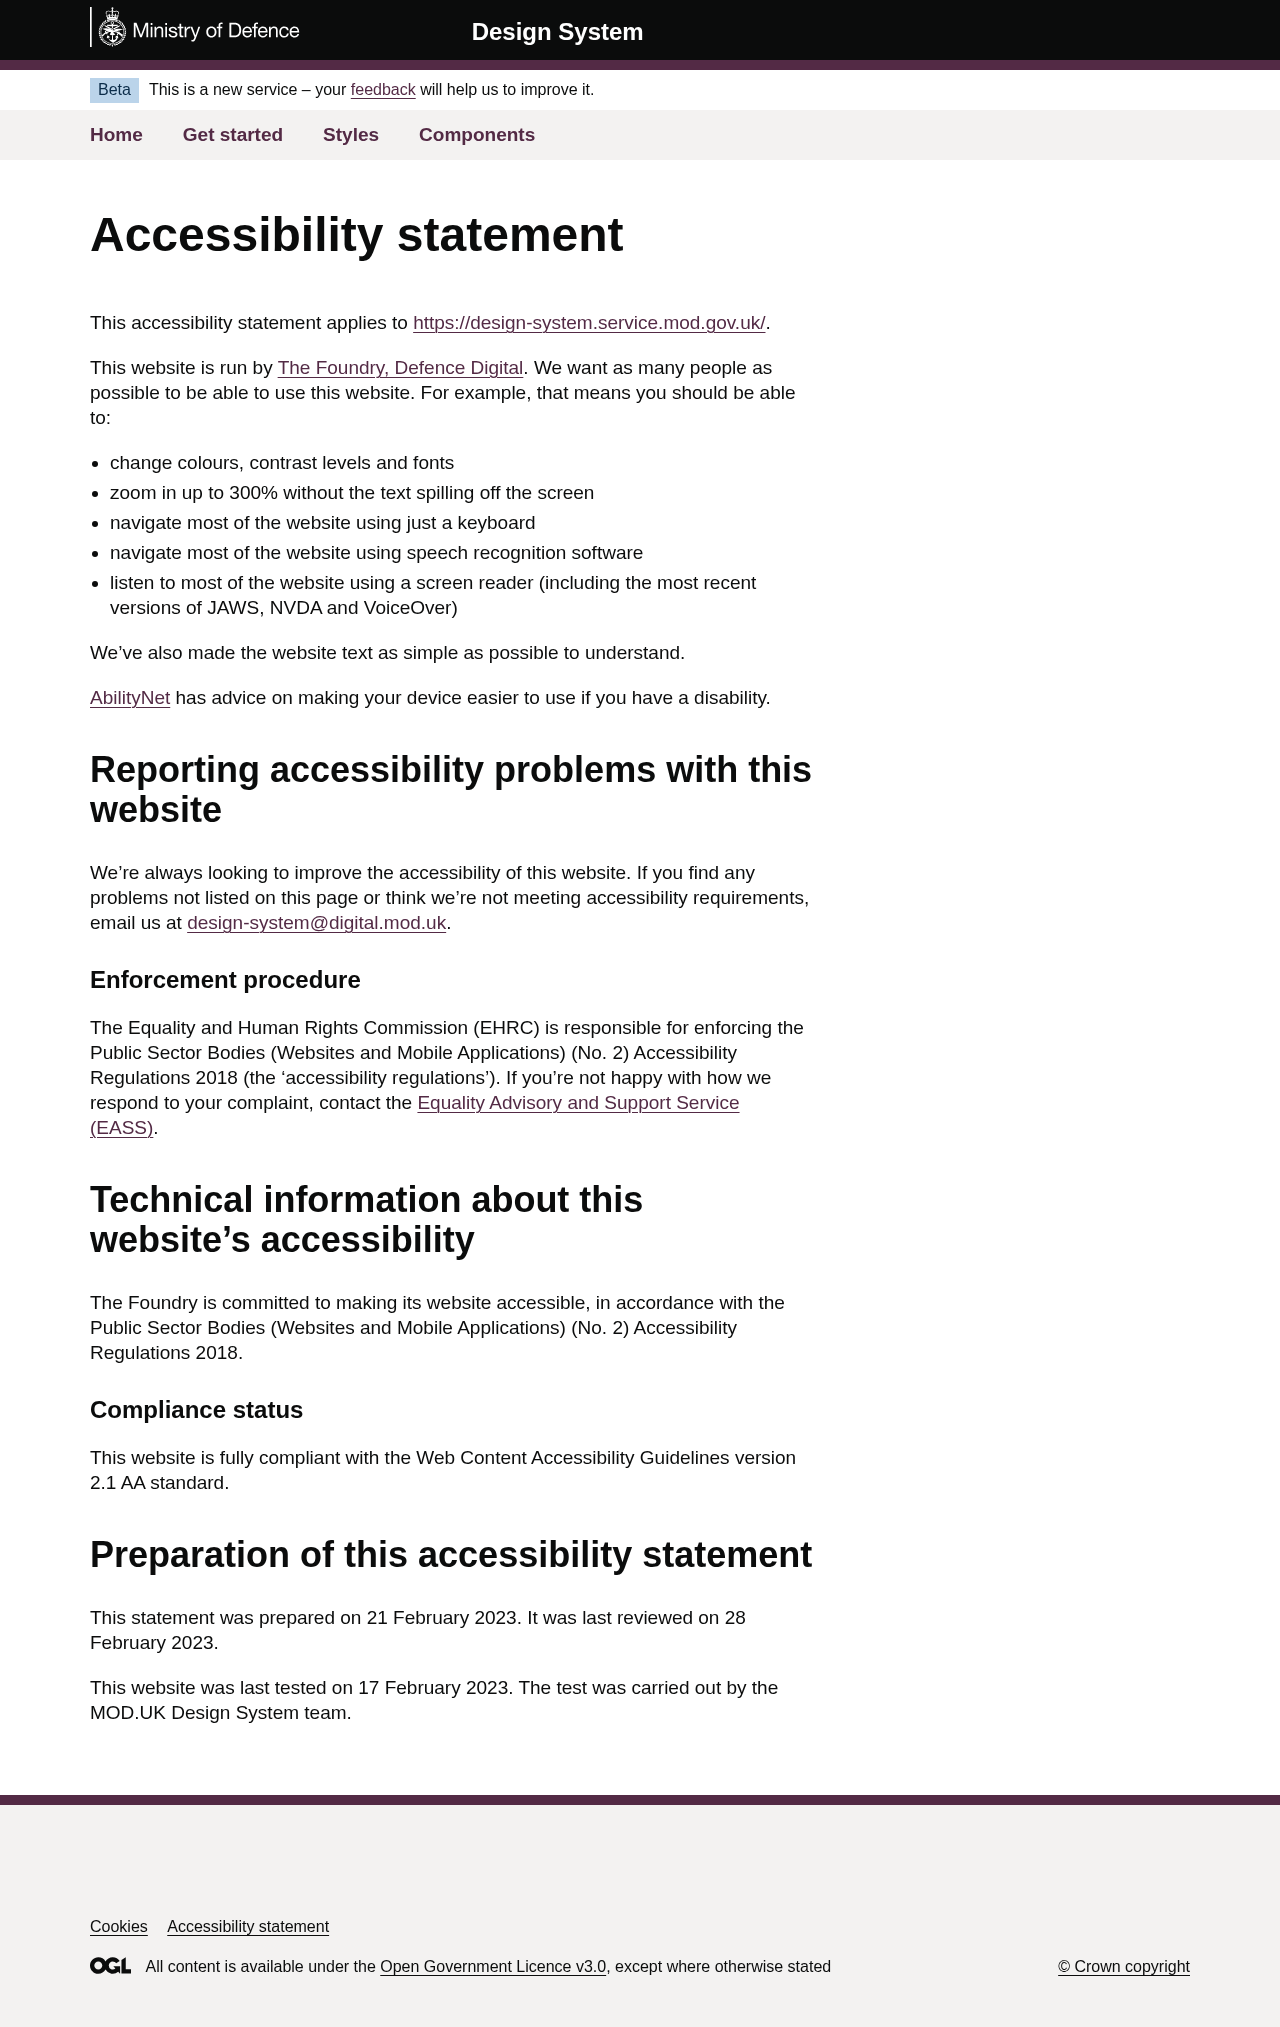 Ministry of Defence
Design System
Beta This is a new service – your feedback will help us to improve it.
Home Get started Styles Components
Accessibility statement
This accessibility statement applies to https://design-system.service.mod.gov.uk/.
This website is run by The Foundry, Defence Digital. We want as many people as
possible to be able to use this website. For example, that means you should be able
to:
• change colours, contrast levels and fonts
• zoom in up to 300% without the text spilling off the screen
• navigate most of the website using just a keyboard
• navigate most of the website using speech recognition software
• listen to most of the website using a screen reader (including the most recent
versions of JAWS, NVDA and VoiceOver)
We’ve also made the website text as simple as possible to understand.
AbilityNet has advice on making your device easier to use if you have a disability.
Reporting accessibility problems with this
website
We’re always looking to improve the accessibility of this website. If you find any
problems not listed on this page or think we’re not meeting accessibility requirements,
email us at design-system@digital.mod.uk.
Enforcement procedure
The Equality and Human Rights Commission (EHRC) is responsible for enforcing the
Public Sector Bodies (Websites and Mobile Applications) (No. 2) Accessibility
Regulations 2018 (the ‘accessibility regulations’). If you’re not happy with how we
respond to your complaint, contact the Equality Advisory and Support Service
(EASS).
Technical information about this
website’s accessibility
The Foundry is committed to making its website accessible, in accordance with the
Public Sector Bodies (Websites and Mobile Applications) (No. 2) Accessibility
Regulations 2018.
Compliance status
This website is fully compliant with the Web Content Accessibility Guidelines version
2.1 AA standard.
Preparation of this accessibility statement
This statement was prepared on 21 February 2023. It was last reviewed on 28
February 2023.
This website was last tested on 17 February 2023. The test was carried out by the
MOD.UK Design System team.
Cookies Accessibility statement
OGL All content is available under the Open Government Licence v3.0, except where otherwise stated
© Crown copyright